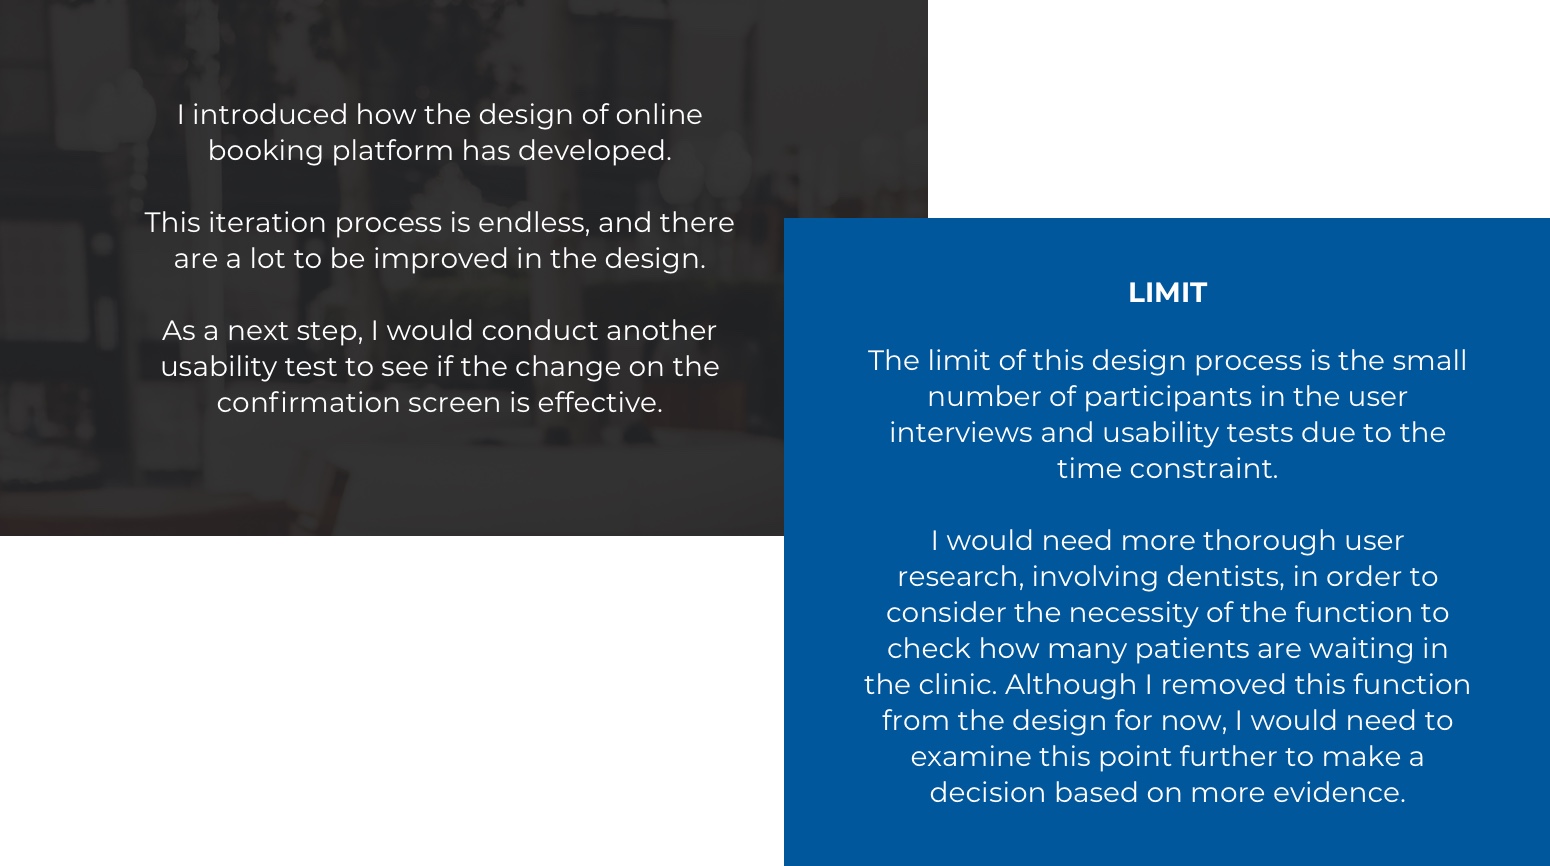 I introduced how the design of online
booking platform has developed.
This iteration process is endless, and there
are a lot to be improved in the design.
As a next step, I would conduct another
usability test to see if the change on the
confirmation screen is effective.
LIMIT
The limit of this design process is the small
number of participants in the user
interviews and usability tests due to the
time constraint.
I would need more thorough user
research, involving dentists, in order to
consider the necessity of the function to
check how many patients are waiting in
the clinic. Although I removed this function
from the design for now, I would need to
examine this point further to make a
decision based on more evidence.